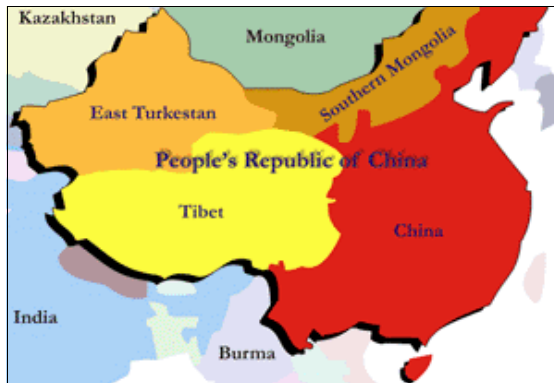 Kazakhstan
Mongolia
Southern Mongolia
East Turkestan
People's Republic of China
Tibet
China
India
Burma